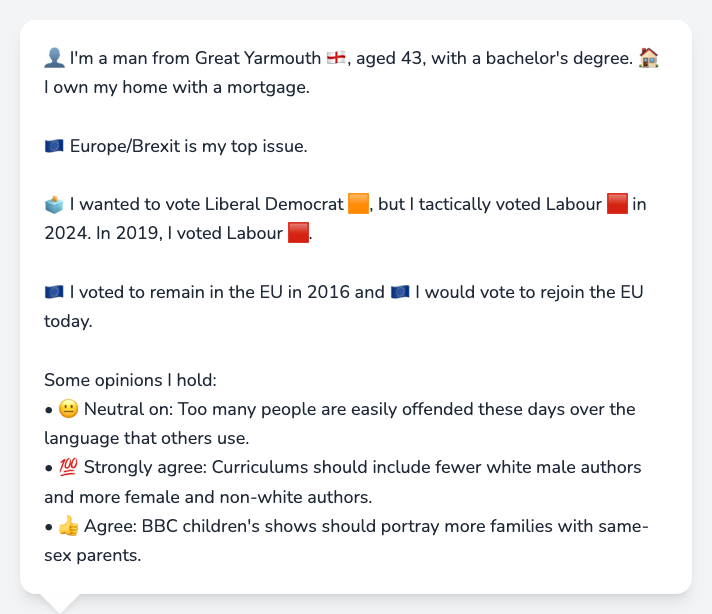 👤 I'm a man from Great Yarmouth 🏴󠁧󠁢󠁥󠁮󠁧󠁿, aged 43, with a bachelor's degree. 🏠
I own my home with a mortgage.
🇪🇺 Europe/Brexit is my top issue.
🗳️ I wanted to vote Liberal Democrat 🟧, but I tactically voted Labour 🟥 in
2024. In 2019, I voted Labour 🟥.
🇪🇺 I voted to remain in the EU in 2016 and 🇪🇺 I would vote to rejoin the EU
today.
Some opinions I hold:
• 😐 Neutral on: Too many people are easily offended these days over the
language that others use.
• 💯 Strongly agree: Curriculums should include fewer white male authors
and more female and non-white authors.
• 👍 Agree: BBC children's shows should portray more families with same-
sex parents.